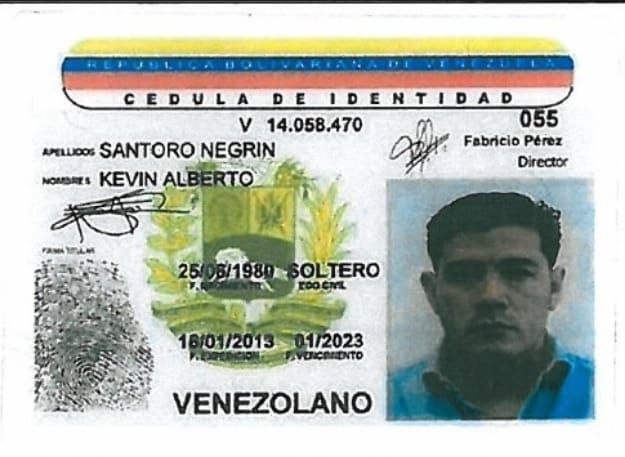 REPUBLICA BOLIVARIANA DE VENEZUELA
CEDULA DE IDENTIDAD
V 14.058.470
055
Fabricio Pérez
Director
APELLIDOS SANTORO NEGRIN
NOMBRES KEVIN ALBERTO
FIRMA TITULAR
25/06/1980 SOLTERO
F. NACIMIENTO EDO CIVIL
16/01/2013 01/2023
F. EXPEDICION F. VENCIMIENTO
VENEZOLANO